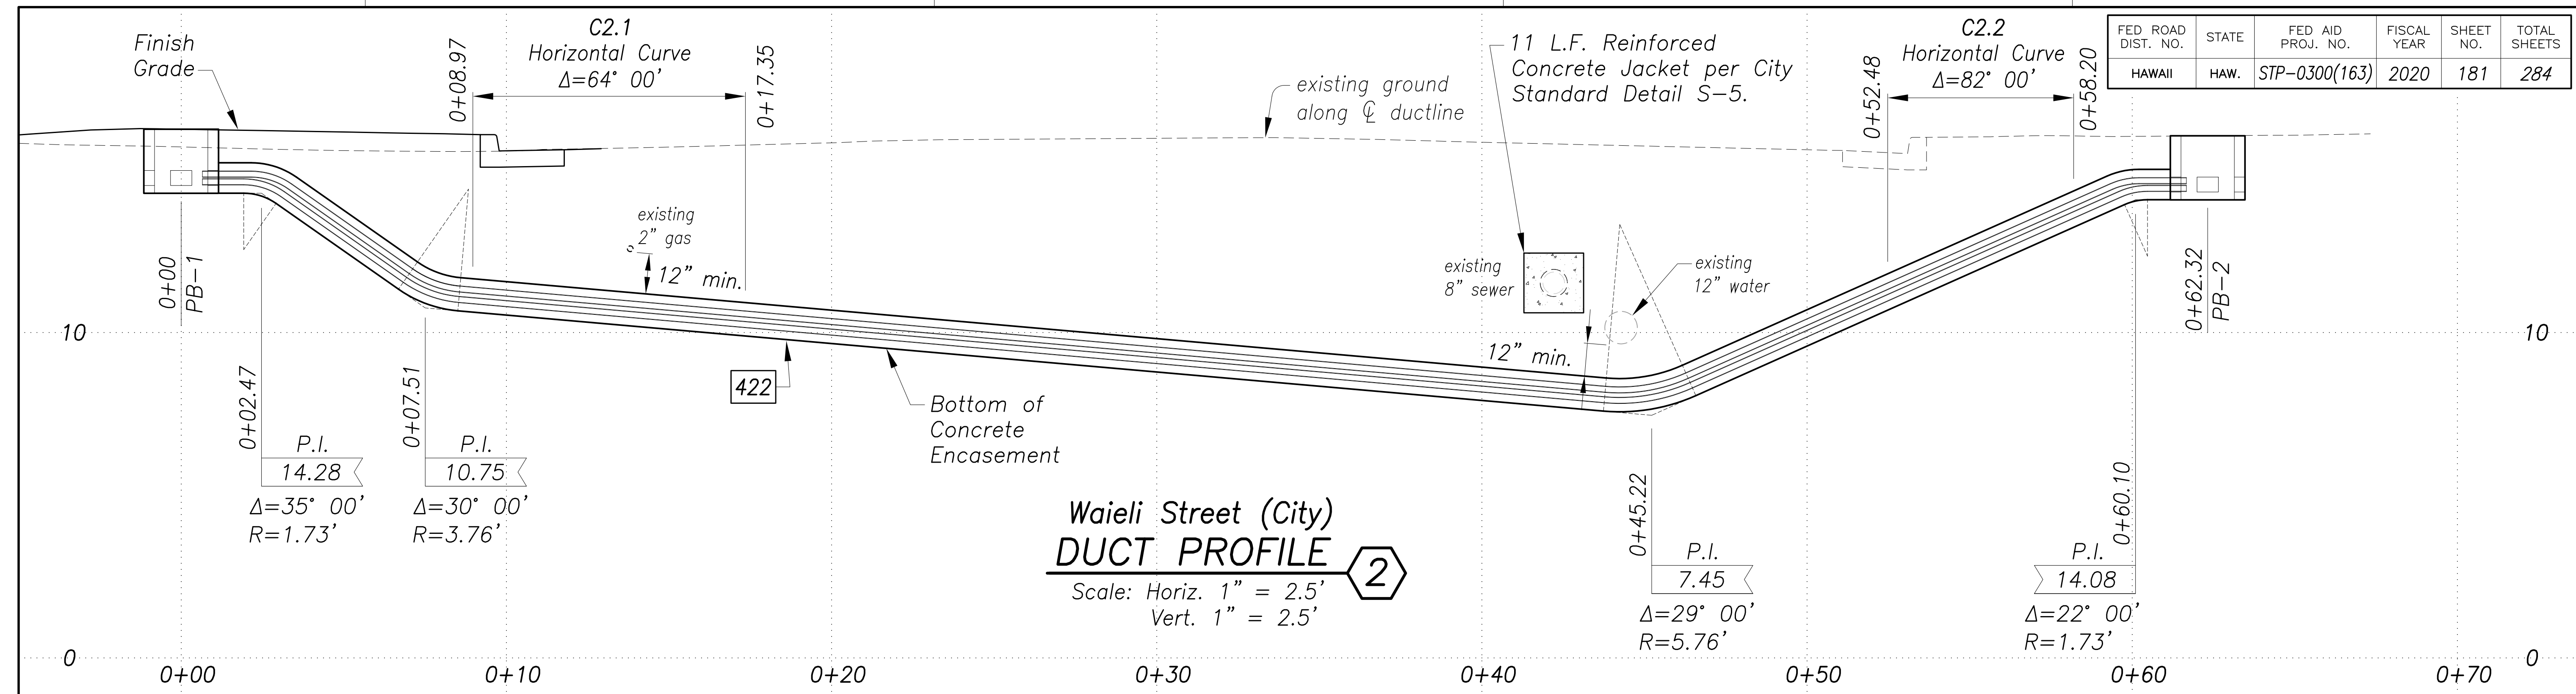 Finish
Grade
0+08.97
C2.1
Horizontal Curve
Δ=64° 00'
0+17.35
existing ground
along ℄ ductline
11 L.F. Reinforced
Concrete Jacket per City
Standard Detail S-5.
0+52.48
C2.2
Horizontal Curve
Δ=82° 00'
0+58.20
FED ROAD DIST. NO. STATE FED AID PROJ. NO. FISCAL YEAR SHEET NO. TOTAL SHEETS
HAWAII HAW. STP-0300(163) 2020 181 284
0+00
PB-1
existing
2" gas
12" min.
existing
8" sewer
existing
12" water
12" min.
0+62.32
PB-2
10
10
422
Bottom of
Concrete
Encasement
0+02.47
P.I.
14.28
Δ=35° 00'
R=1.73'
0+07.51
P.I.
10.75
Δ=30° 00'
R=3.76'
Waieli Street (City)
DUCT PROFILE 2
Scale: Horiz. 1" = 2.5'
Vert. 1" = 2.5'
0+45.22
P.I.
7.45
Δ=29° 00'
R=5.76'
0+60.10
P.I.
14.08
Δ=22° 00'
R=1.73'
0
0
0+00 0+10 0+20 0+30 0+40 0+50 0+60 0+70